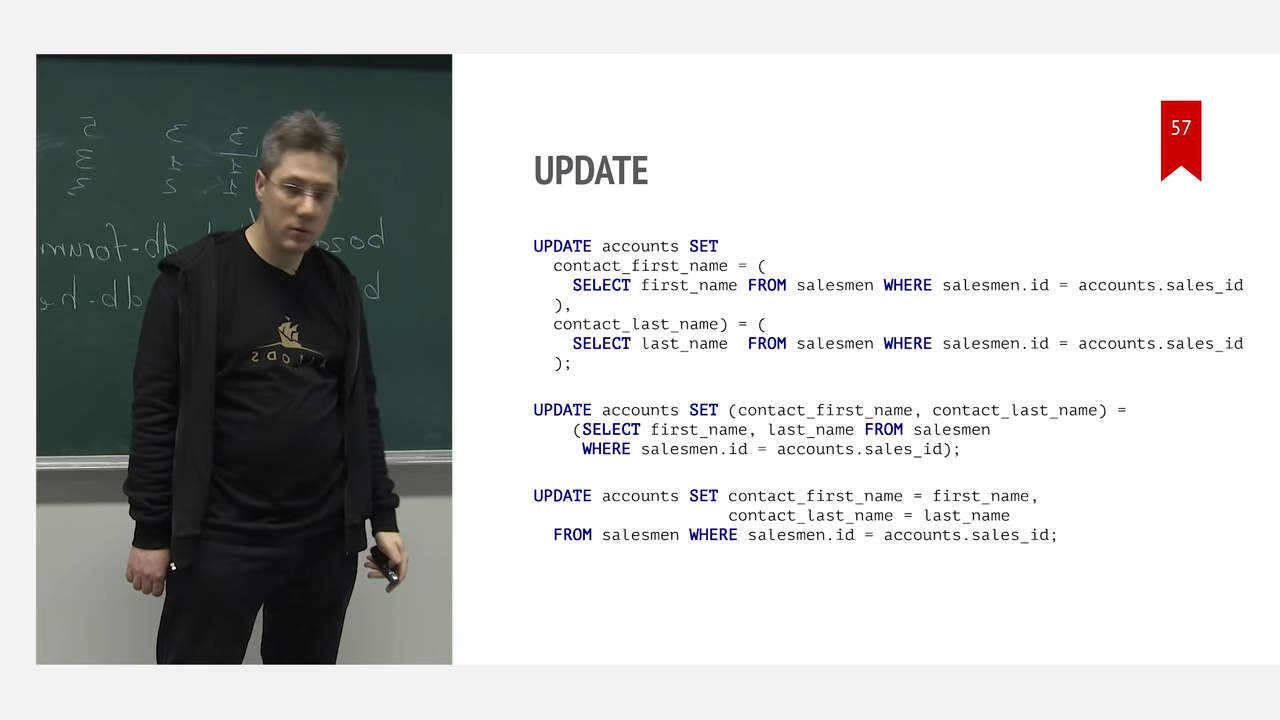 57
UPDATE
UPDATE accounts SET
contact_first_name = (
SELECT first_name FROM salesmen WHERE salesmen.id = accounts.sales_id
),
contact_last_name) = (
SELECT last_name FROM salesmen WHERE salesmen.id = accounts.sales_id
);
UPDATE accounts SET (contact_first_name, contact_last_name) =
(SELECT first_name, last_name FROM salesmen
WHERE salesmen.id = accounts.sales_id);
UPDATE accounts SET contact_first_name = first_name,
contact_last_name = last_name
FROM salesmen WHERE salesmen.id = accounts.sales_id;